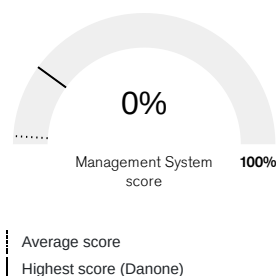 0%
Management System
100%
score
Average score
Highest score (Danone)